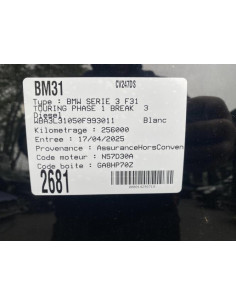 BM31 CV247DS
Type : BMW SERIE 3 F31
TOURING PHASE 1 BREAK 3
Diesel
WBA3L31050F993011 Blanc
Kilometrage : 256000
Entree : 17/04/2025
Provenance : AssuranceHorsConven
Code moteur : N57D30A
Code boite : GA8HP70Z
2681